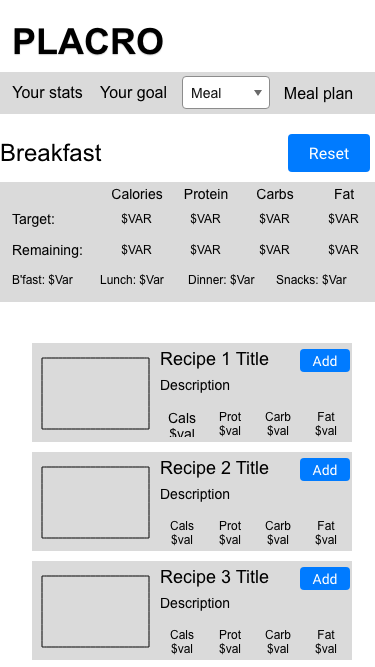 PLACRO
Your stats Your goal Meal Meal plan
Breakfast Reset
Calories Protein Carbs Fat
Target: $VAR $VAR $VAR $VAR
Remaining: $VAR $VAR $VAR $VAR
B'fast: $Var Lunch: $Var Dinner: $Var Snacks: $Var
Recipe 1 Title Add
Description
Cals Prot Carb Fat
$val $val $val $val
Recipe 2 Title Add
Description
Cals Prot Carb Fat
$val $val $val $val
Recipe 3 Title Add
Description
Cals Prot Carb Fat
$val $val $val $val